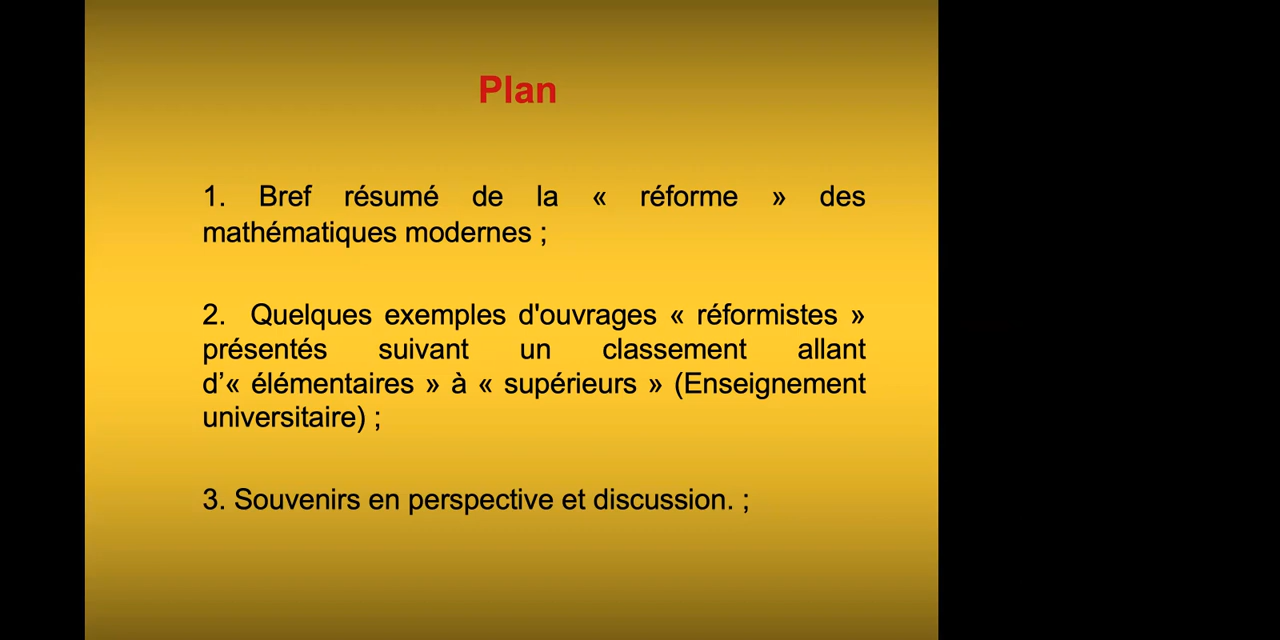 Plan
1. Bref résumé de la « réforme » des
mathématiques modernes ;
2. Quelques exemples d'ouvrages « réformistes »
présentés suivant un classement allant
d’« élémentaires » à « supérieurs » (Enseignement
universitaire) ;
3. Souvenirs en perspective et discussion. ;